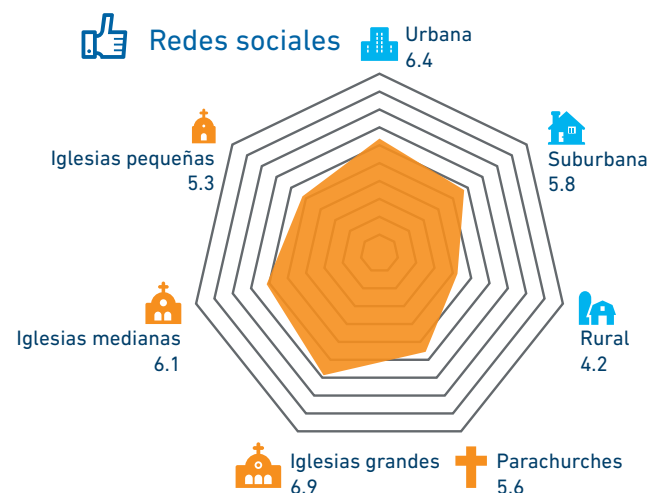 Redes sociales
Urbana
6.4
Suburbana
5.8
Rural
4.2
Parachurches
5.6
Iglesias grandes
6.9
Iglesias medianas
6.1
Iglesias pequeñas
5.3